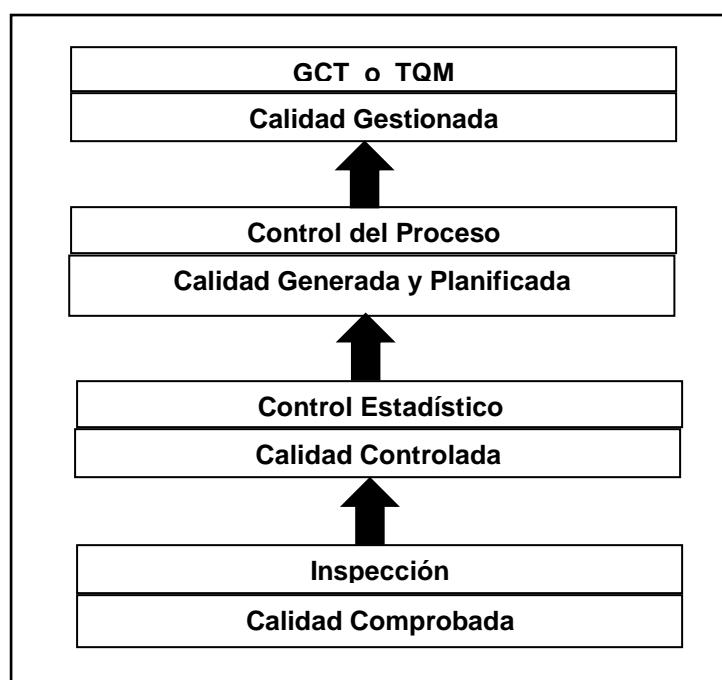 GCT o TQM
Calidad Gestionada
Control del Proceso
Calidad Generada y Planificada
Control Estadístico
Calidad Controlada
Inspección
Calidad Comprobada